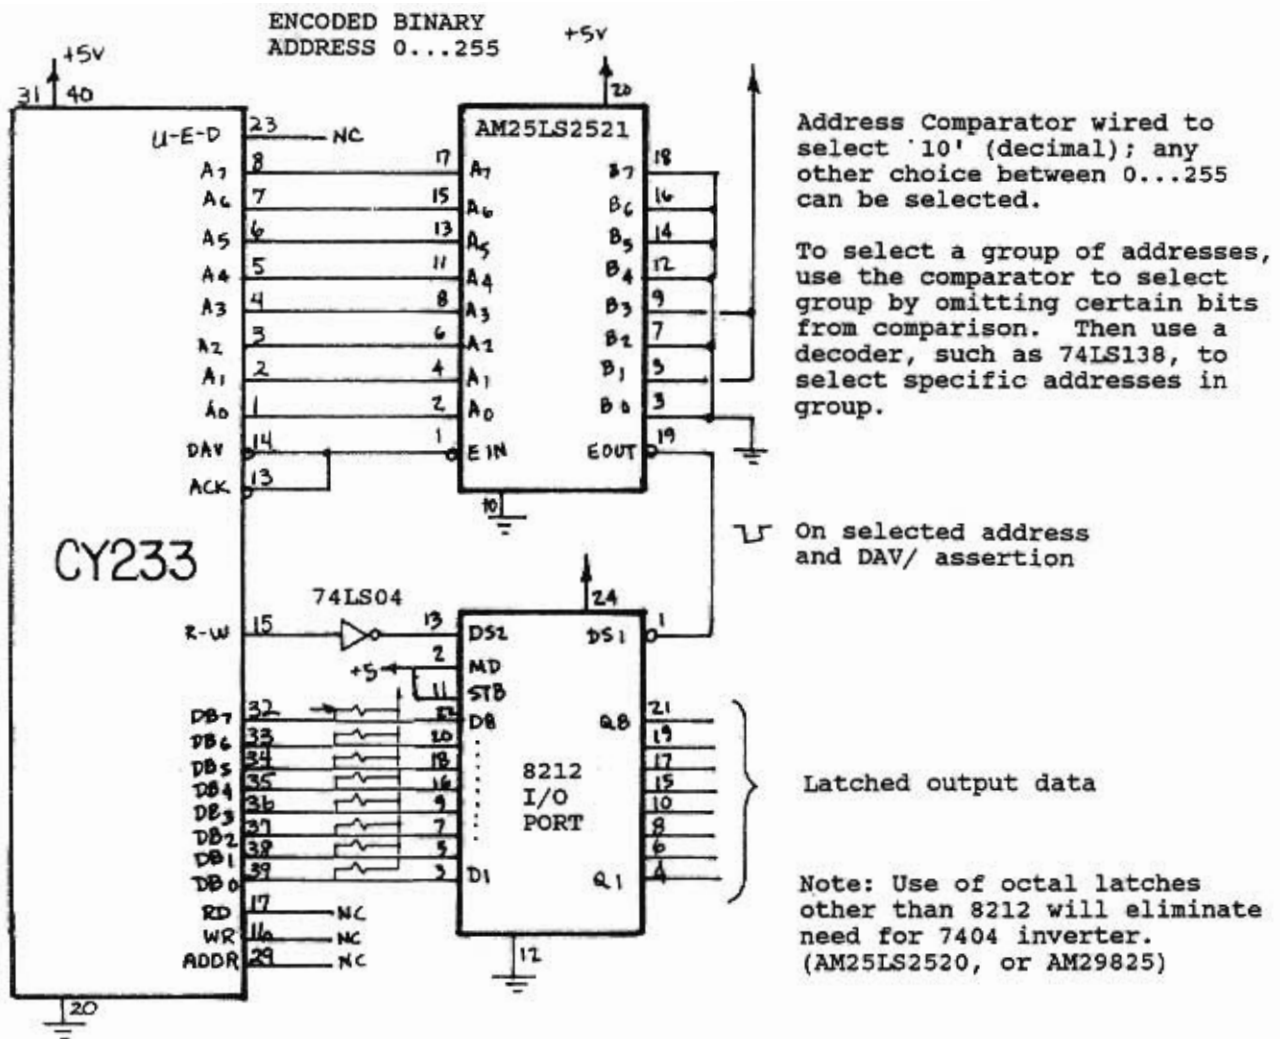 ENCODED BINARY
ADDRESS 0...255
+5v
+5v
31 40
20
U-E-D 23 NC
AM25LS2521
A7 8 17 A7 B7 18
A6 7 15 A6 B6 16
A5 6 13 A5 B5 14
A4 5 11 A4 B4 12
A3 4 8 A3 B3 9
A2 3 6 A2 B2 7
A1 2 4 A1 B1 5
A0 1 2 A0 B0 3
DAV 14 1 EIN EOUT 19
ACK 13
10
Address Comparator wired to
select '10' (decimal); any
other choice between 0...255
can be selected.
To select a group of addresses,
use the comparator to select
group by omitting certain bits
from comparison. Then use a
decoder, such as 74LS138, to
select specific addresses in
group.
On selected address
and DAV/ assertion
CY233
74LS04
24
R-W 15 13 DS2 DS1 1
+5 2 MD
11 STB
DB7 32 22 D8 Q8 21
DB6 33 20 19
DB5 34 18 17
DB4 35 16 15
DB3 36 9 10
DB2 37 7 8
DB1 38 5 6
DB0 39 3 D1 Q1 4
8212
I/O
PORT
Latched output data
RD 17 NC
WR 16 NC
ADDR 29 NC
12
20
Note: Use of octal latches
other than 8212 will eliminate
need for 7404 inverter.
(AM25LS2520, or AM29825)